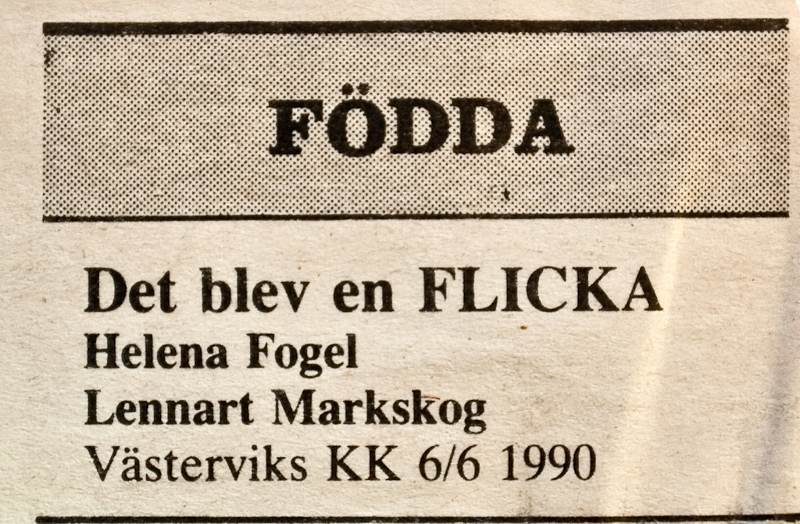 FÖDDA
Det blev en FLICKA
Helena Fogel
Lennart Markskog
Västerviks KK 6/6 1990